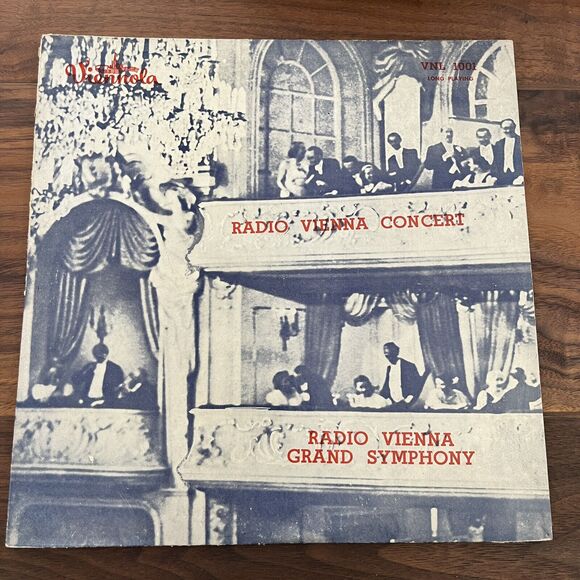 Viennola
VNL 1001
LONG PLAYING
RADIO VIENNA CONCERT
RADIO VIENNA
GRAND SYMPHONY